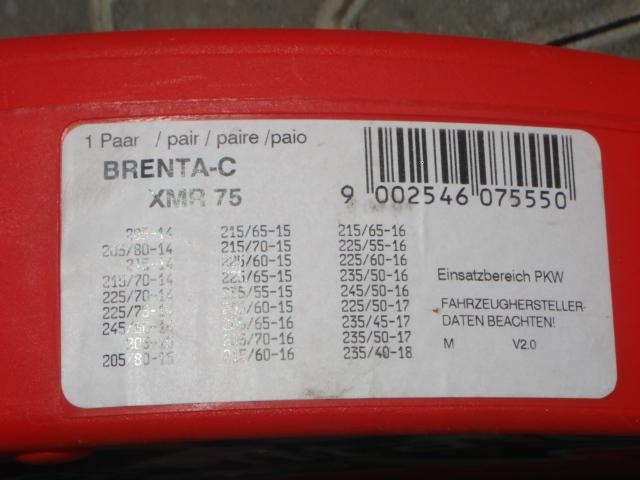 1 Paar / pair / paire /paio
BRENTA-C
XMR 75
9 002546 075550
205/80-14
215/70-14
225/70-14
205/80-15
215/65-15
215/70-15
225/60-15
225/65-15
215/65-16
225/55-16
225/60-16
235/50-16
245/50-16
225/50-17
235/45-17
235/50-17
235/40-18
Einsatzbereich PKW
FAHRZEUGHERSTELLER-
DATEN BEACHTEN!
M V2.0